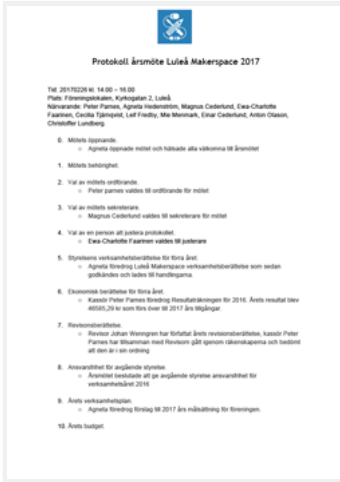 Protokoll årsmöte Luleå Makerspace 2017
Tid: 20170226 kl. 14:00 – 16:00
Plats: Föreningslokalen, Kyrkogatan 2, Luleå.
Närvarande: Peter Parnes, Agneta Hedenström, Magnus Cederlund, Ewa-Charlotte
Faarinen, Cecilia Tjärnqvist, Leif Fredby, Mie Menmark, Einar Cederlund, Anton Olason,
Christoffer Lundberg.
0. Mötets öppnande.
○ Agneta öppnade mötet och hälsade alla välkomna till årsmötet
1. Mötets behörighet.
2. Val av mötets ordförande.
○ Peter parnes valdes till ordförande för mötet
3. Val av mötets sekreterare.
○ Magnus Cederlund valdes till sekreterare för mötet
4. Val av en person att justera protokollet.
○ Ewa-Charlotte Faarinen valdes till justerare
5. Styrelsens verksamhetsberättelse för förra året.
○ Agneta föredrog Luleå Makerspace verksamhetsberättelse som sedan
godkändes och lades till handlingarna.
6. Ekonomisk berättelse för förra året.
○ Kassör Peter Parnes föredrog Resultaträkningen för 2016. Årets resultat blev
46585,29 kr som förs över till 2017 års tillgångar.
7. Revisonsberättelse.
○ Revisor Johan Wenngren har författat årets revisionsberättelse, kassör Peter
Parnes har tillsamman med Revisorn gått igenom räkenskaperna och bedömt
att den är i sin ordning
8. Ansvarsfrihet för avgående styrelse.
○ Årsmötet beslutade att ge avgående styrelse ansvarsfrihet för
verksamhetsåret 2016
9. Årets verksamhetsplan.
○ Agneta föredrog förslag till 2017 års målsättning för föreningen.
10. Årets budget.